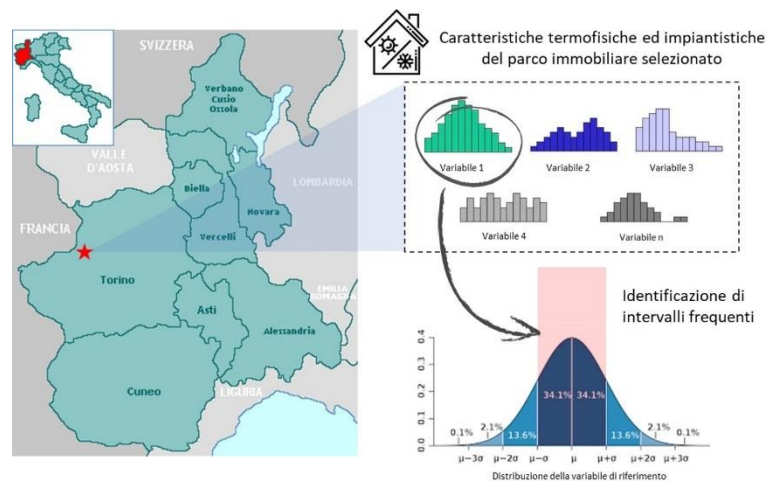 SVIZZERA
Verbano
Cusio
Ossola
VALLE
D'AOSTA
Biella
LOMBARDIA
Novara
FRANCIA
Vercelli
Torino
EMILIA
ROMAGNA
Asti
Alessandria
Cuneo
LIGURIA
Caratteristiche termofisiche ed impiantistiche
del parco immobiliare selezionato
Variabile 1
Variabile 2
Variabile 3
Variabile 4
Variabile n
Identificazione di
intervalli frequenti
0.4
0.3
0.2
0.1
0.0
34.1% 34.1%
0.1% 2.1% 13.6% 13.6% 2.1% 0.1%
μ−3σ μ−2σ μ−σ μ μ+σ μ+2σ μ+3σ
Distribuzione della variabile di riferimento